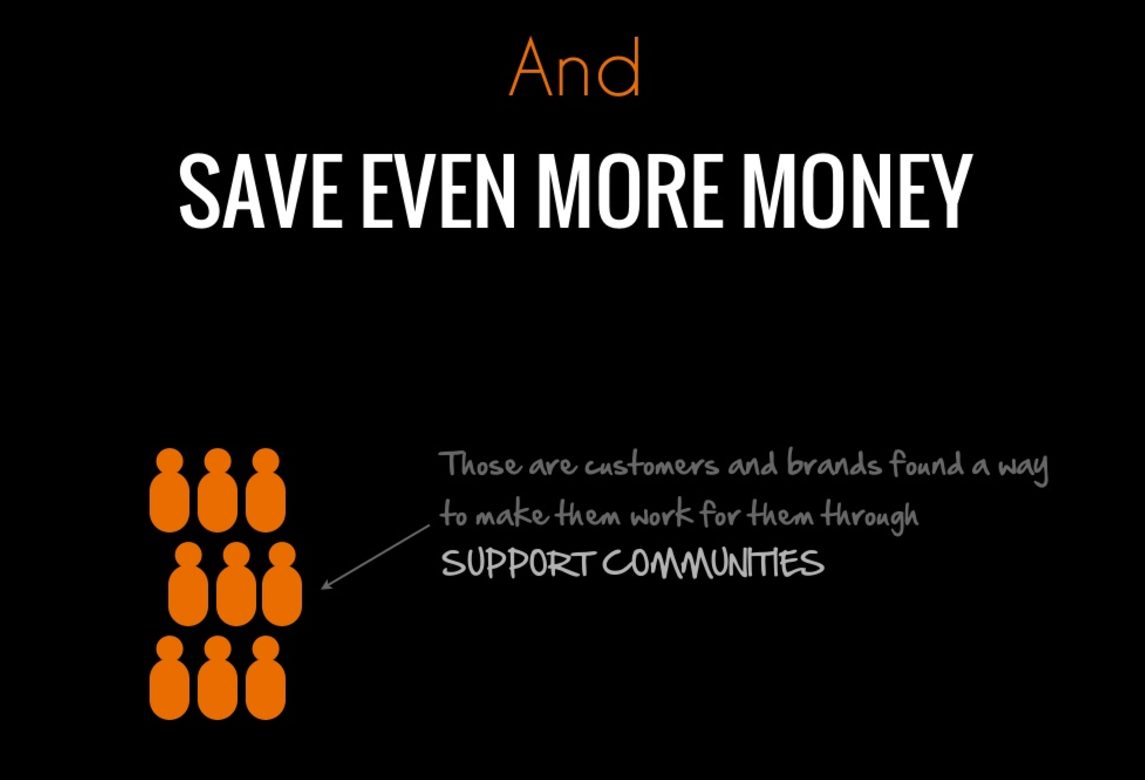 And
SAVE EVEN MORE MONEY
Those are customers and brands found a way
to make them work for them through
SUPPORT COMMUNITIES